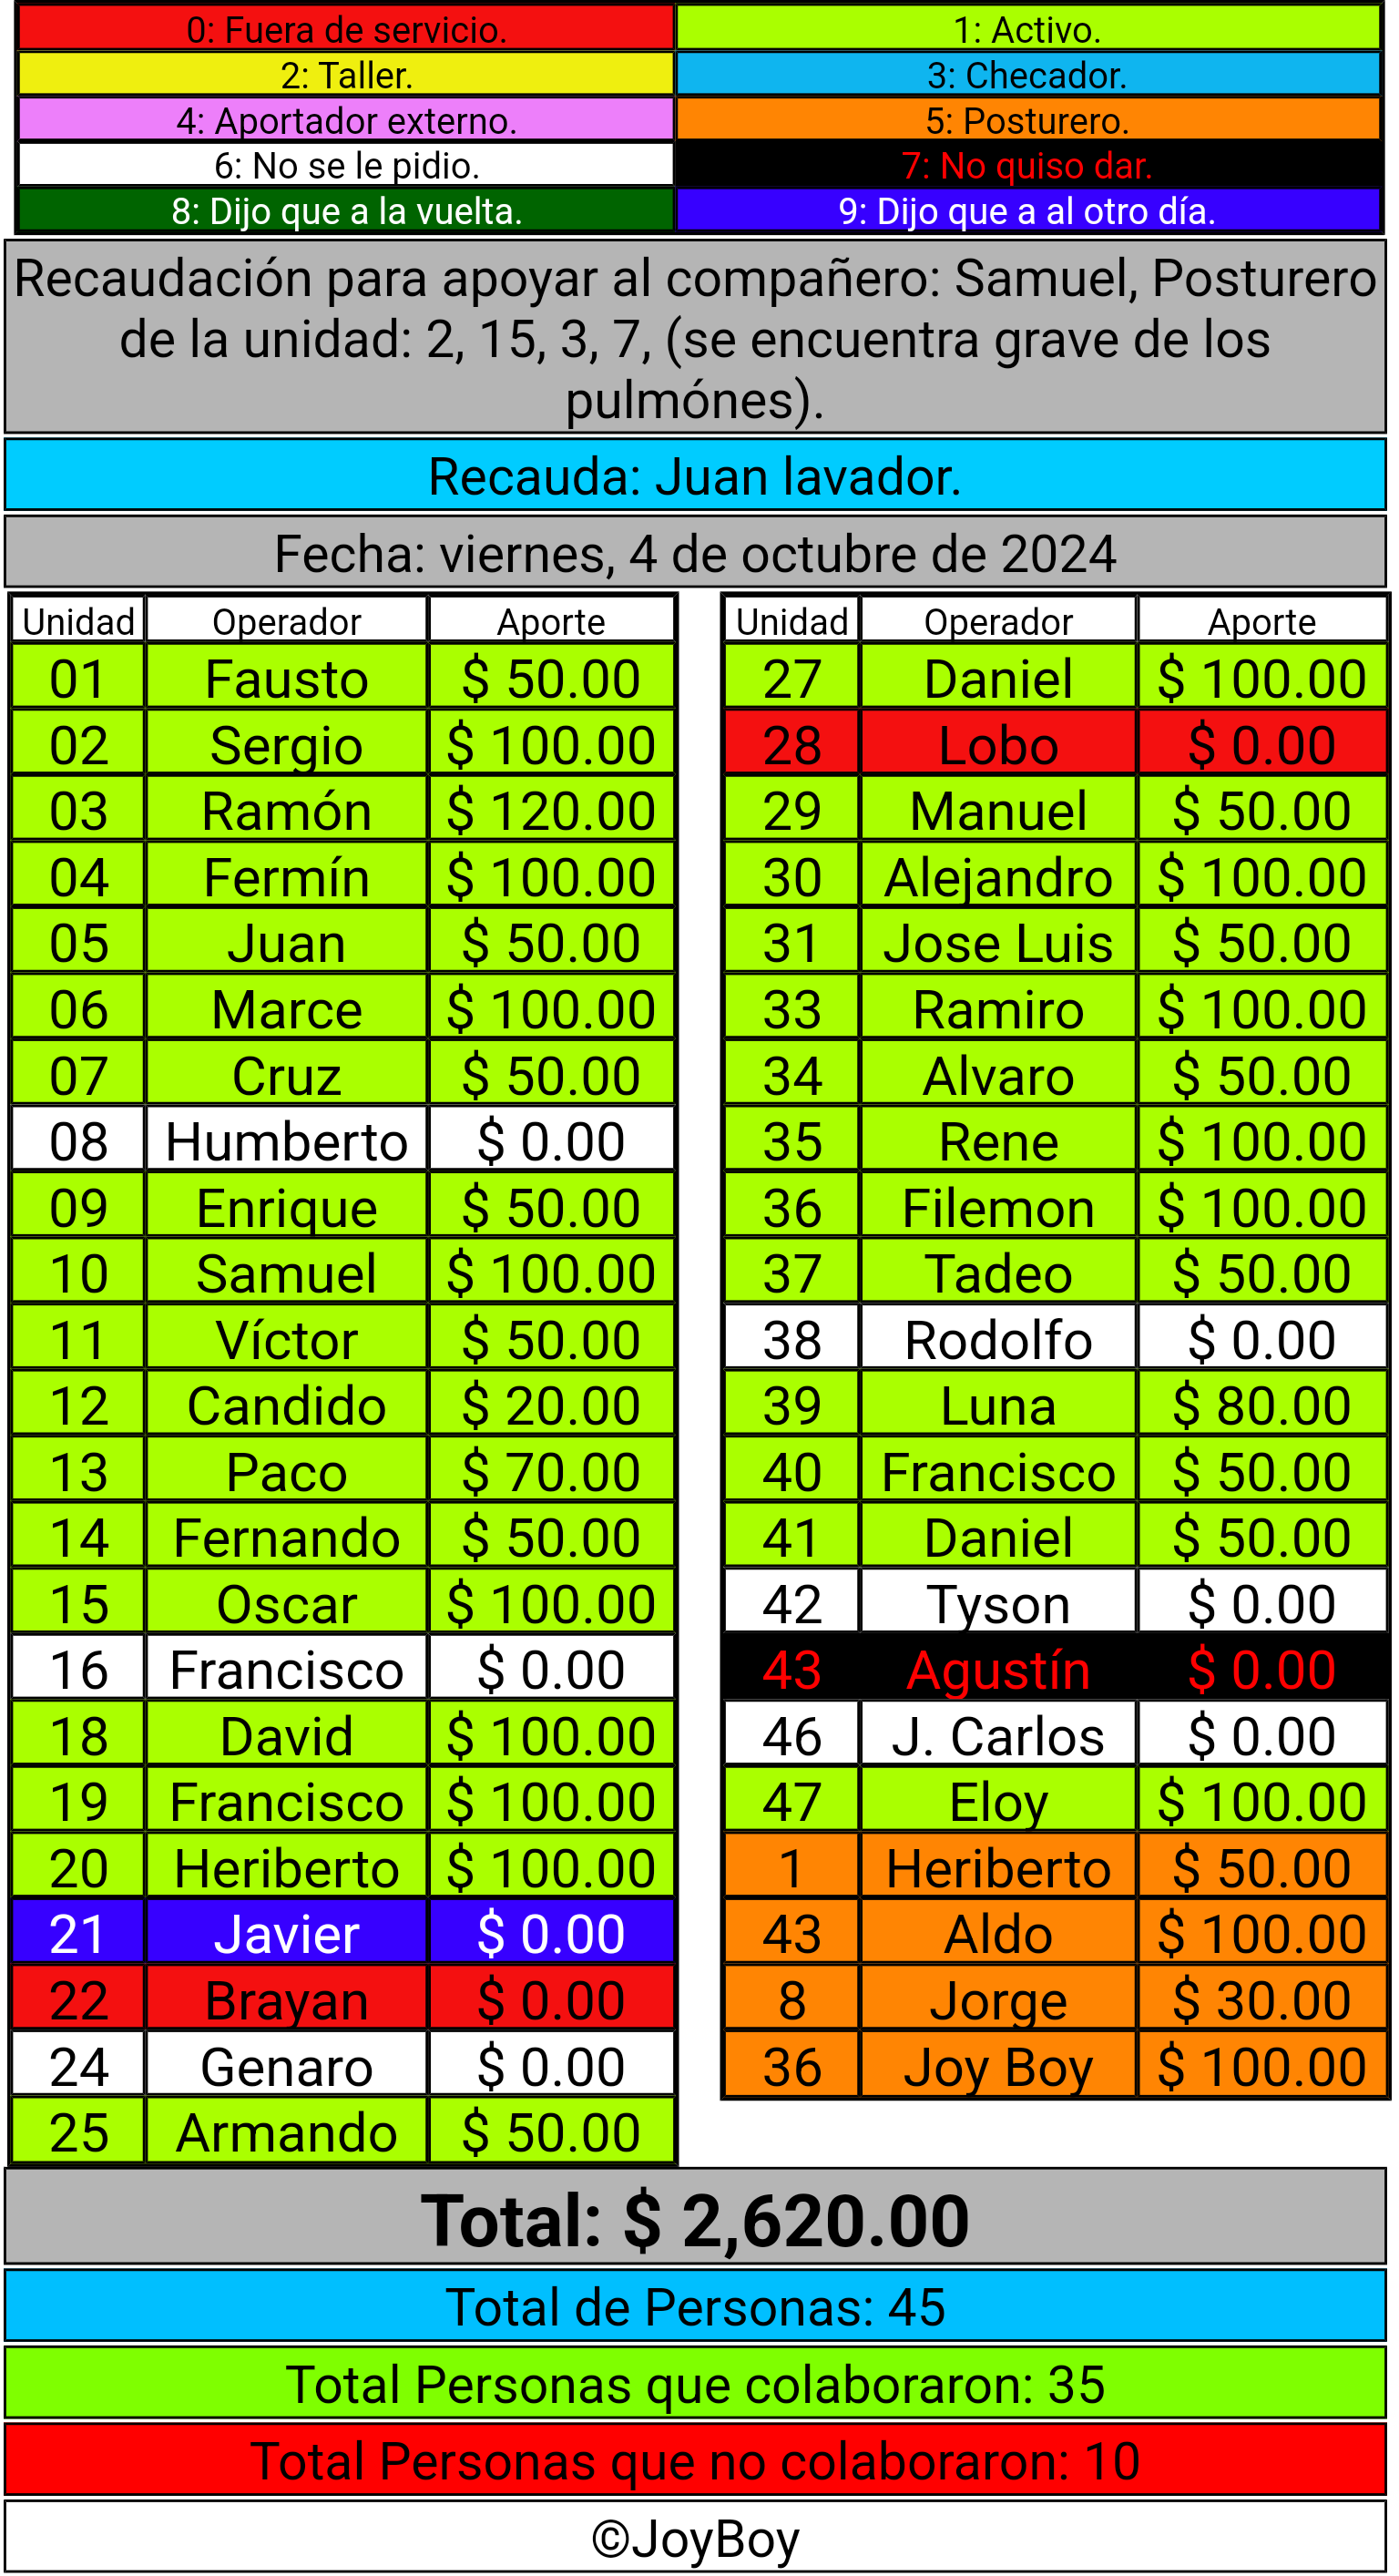 0: Fuera de servicio. 1: Activo.
2: Taller. 3: Checador.
4: Aportador externo. 5: Posturero.
6: No se le pidio. 7: No quiso dar.
8: Dijo que a la vuelta. 9: Dijo que a al otro día.
Recaudación para apoyar al compañero: Samuel, Posturero
de la unidad: 2, 15, 3, 7, (se encuentra grave de los
pulmónes).
Recauda: Juan lavador.
Fecha: viernes, 4 de octubre de 2024
Unidad Operador Aporte
01 Fausto $ 50.00
02 Sergio $ 100.00
03 Ramón $ 120.00
04 Fermín $ 100.00
05 Juan $ 50.00
06 Marce $ 100.00
07 Cruz $ 50.00
08 Humberto $ 0.00
09 Enrique $ 50.00
10 Samuel $ 100.00
11 Víctor $ 50.00
12 Candido $ 20.00
13 Paco $ 70.00
14 Fernando $ 50.00
15 Oscar $ 100.00
16 Francisco $ 0.00
18 David $ 100.00
19 Francisco $ 100.00
20 Heriberto $ 100.00
21 Javier $ 0.00
22 Brayan $ 0.00
24 Genaro $ 0.00
25 Armando $ 50.00
Unidad Operador Aporte
27 Daniel $ 100.00
28 Lobo $ 0.00
29 Manuel $ 50.00
30 Alejandro $ 100.00
31 Jose Luis $ 50.00
33 Ramiro $ 100.00
34 Alvaro $ 50.00
35 Rene $ 100.00
36 Filemon $ 100.00
37 Tadeo $ 50.00
38 Rodolfo $ 0.00
39 Luna $ 80.00
40 Francisco $ 50.00
41 Daniel $ 50.00
42 Tyson $ 0.00
43 Agustín $ 0.00
46 J. Carlos $ 0.00
47 Eloy $ 100.00
1 Heriberto $ 50.00
43 Aldo $ 100.00
8 Jorge $ 30.00
36 Joy Boy $ 100.00
Total: $ 2,620.00
Total de Personas: 45
Total Personas que colaboraron: 35
Total Personas que no colaboraron: 10
©JoyBoy